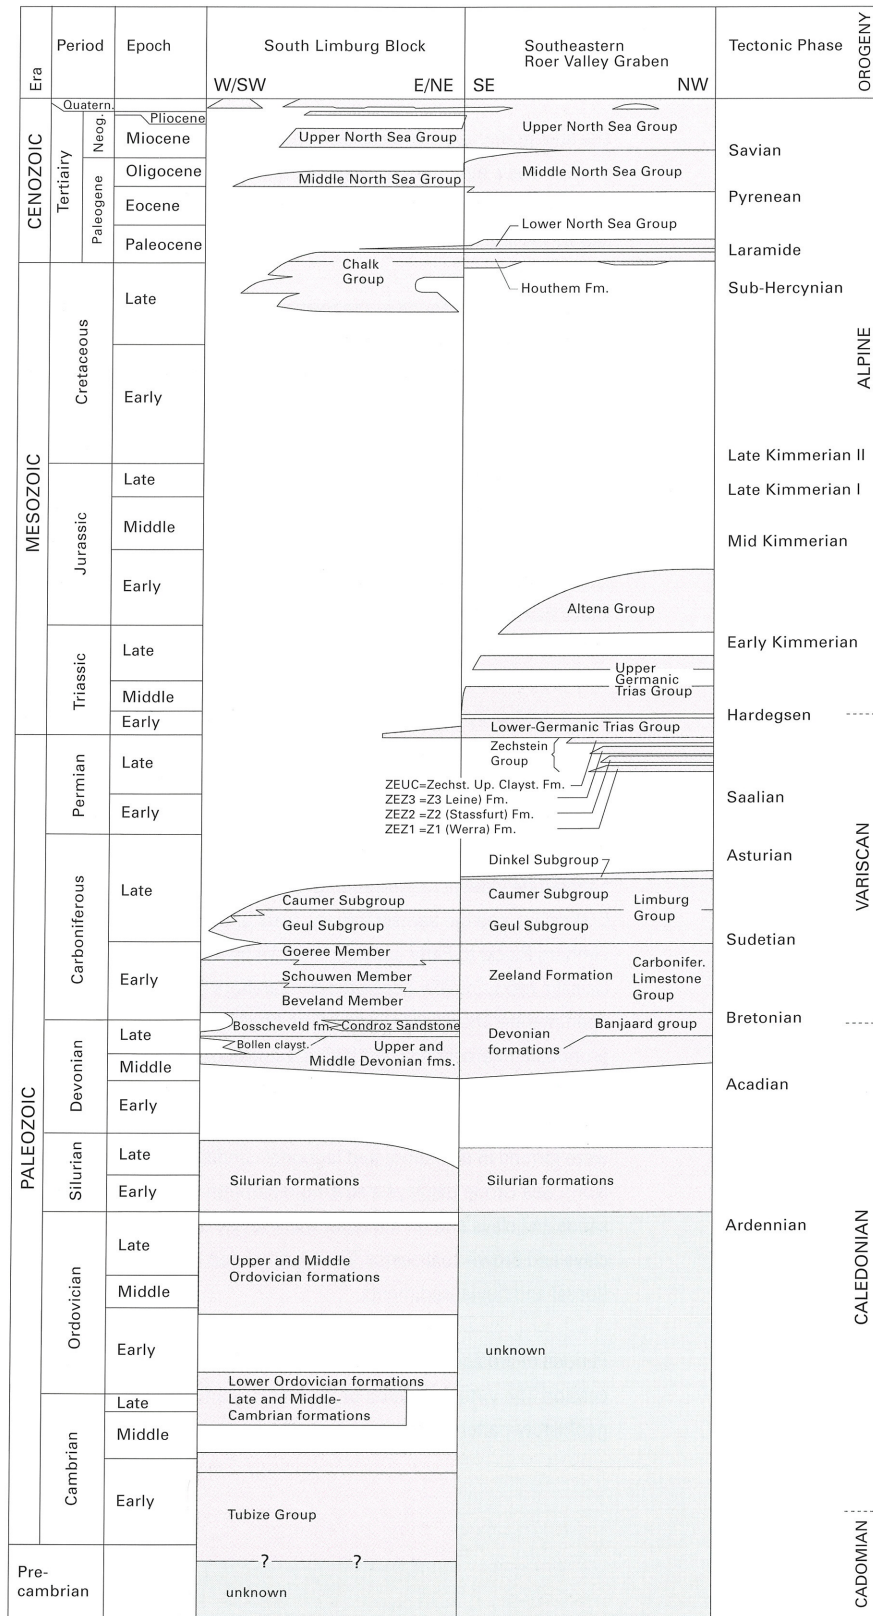 Era
Period
Epoch
South Limburg Block
Southeastern
Roer Valley Graben
Tectonic Phase
OROGENY
W/SW
E/NE
SE
NW
CENOZOIC
Tertiairy
Quatern.
Neog.
Paleogene
Pliocene
Miocene
Oligocene
Eocene
Paleocene
Upper North Sea Group
Upper North Sea Group
Middle North Sea Group
Middle North Sea Group
Lower North Sea Group
Chalk
Group
Houthem Fm.
Savian
Pyrenean
Laramide
Sub-Hercynian
ALPINE
MESOZOIC
Cretaceous
Late
Early
Jurassic
Late
Middle
Early
Triassic
Late
Middle
Early
Altena Group
Upper
Germanic
Trias Group
Lower-Germanic Trias Group
Late Kimmerian II
Late Kimmerian I
Mid Kimmerian
Early Kimmerian
Hardegsen
PALEOZOIC
Permian
Late
Early
Zechstein
Group
ZEUC=Zechst. Up. Clayst. Fm.
ZEZ3 =Z3 Leine) Fm.
ZEZ2 =Z2 (Stassfurt) Fm.
ZEZ1 =Z1 (Werra) Fm.
Saalian
VARISCAN
Carboniferous
Late
Early
Dinkel Subgroup
Caumer Subgroup
Caumer Subgroup
Limburg
Group
Geul Subgroup
Geul Subgroup
Goeree Member
Schouwen Member
Beveland Member
Zeeland Formation
Carbonifer.
Limestone
Group
Asturian
Sudetian
Bretonian
Devonian
Late
Middle
Early
Bosscheveld fm.
Condroz Sandstone
Bollen clayst.
Upper and
Middle Devonian fms.
Devonian
formations
Banjaard group
Acadian
Silurian
Late
Early
Silurian formations
Silurian formations
Ardennian
CALEDONIAN
Ordovician
Late
Middle
Early
Upper and Middle
Ordovician formations
Lower Ordovician formations
unknown
Cambrian
Late
Middle
Early
Late and Middle-
Cambrian formations
Tubize Group
? ?
Pre-
cambrian
unknown
CADOMIAN